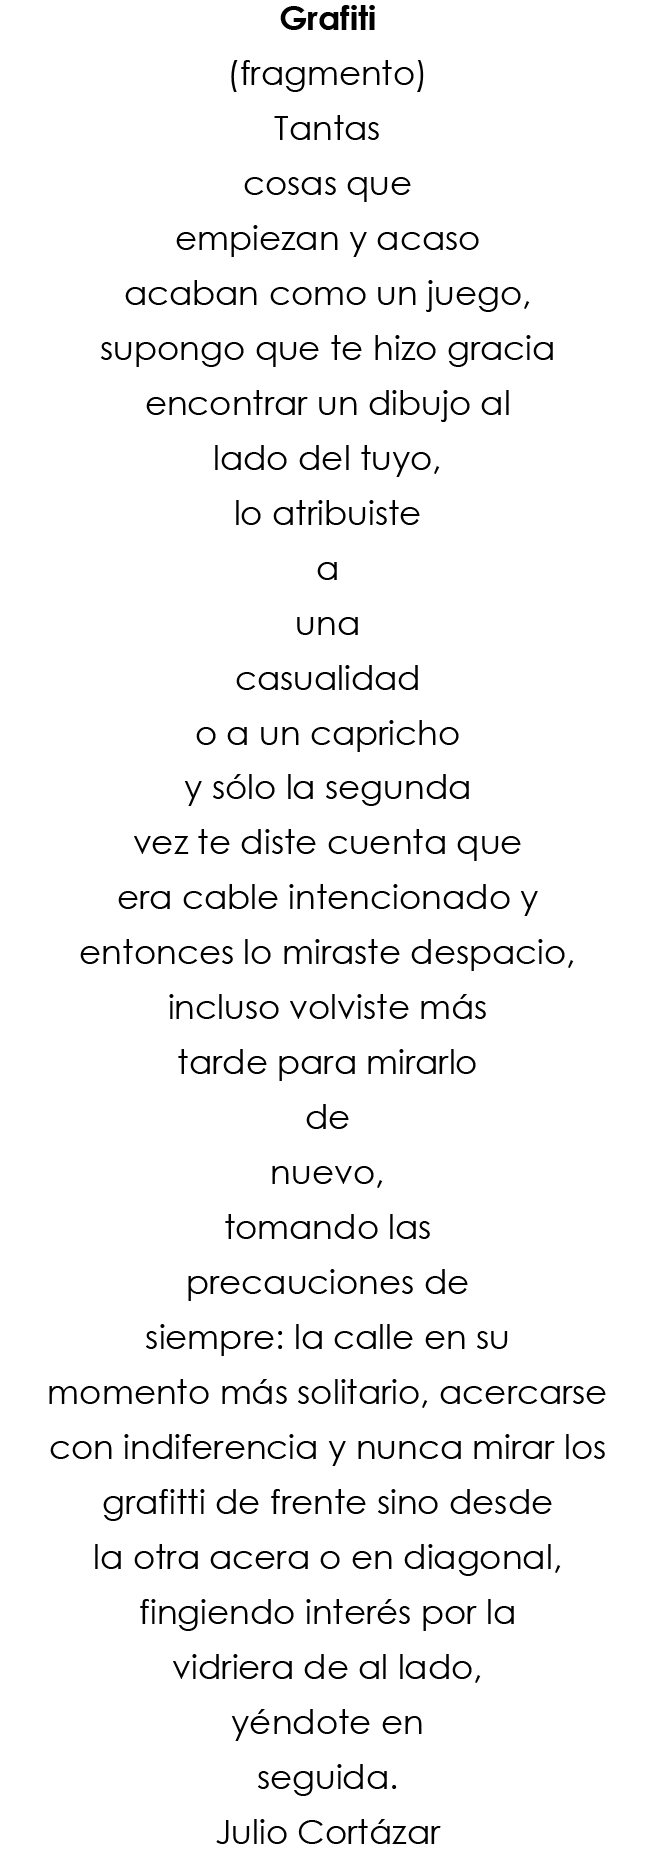 Grafiti
(fragmento)
Tantas
cosas que
empiezan y acaso
acaban como un juego,
supongo que te hizo gracia
encontrar un dibujo al
lado del tuyo,
lo atribuiste
a
una
casualidad
o a un capricho
y sólo la segunda
vez te diste cuenta que
era cable intencionado y
entonces lo miraste despacio,
incluso volviste más
tarde para mirarlo
de
nuevo,
tomando las
precauciones de
siempre: la calle en su
momento más solitario, acercarse
con indiferencia y nunca mirar los
grafitti de frente sino desde
la otra acera o en diagonal,
fingiendo interés por la
vidriera de al lado,
yéndote en
seguida.
Julio Cortázar